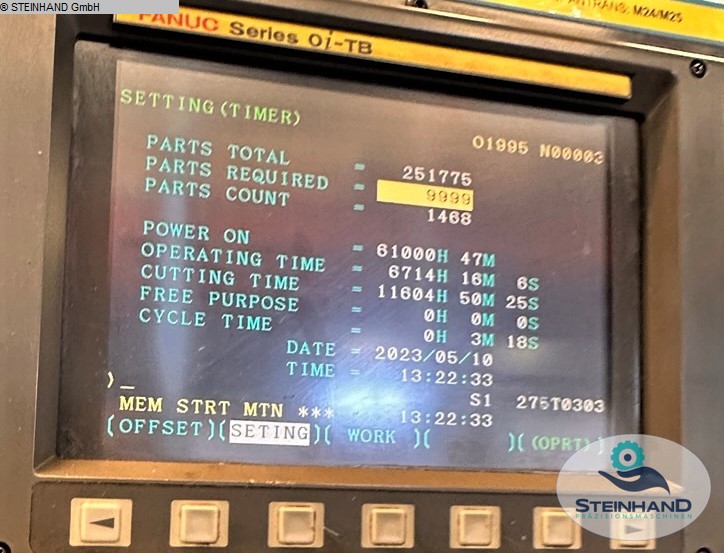 © STEINHAND GmbH
TRANS. M24/M25
FANUC Series 0i-TB
SETTING(TIMER)
O1995 N00003
PARTS TOTAL = 251775
PARTS REQUIRED = 9999
PARTS COUNT = 1468
POWER ON = 61000H 47M
OPERATING TIME = 6714H 16M 6S
CUTTING TIME = 11604H 50M 25S
FREE PURPOSE = 0H 0M 0S
CYCLE TIME = 0H 3M 18S
DATE = 2023/05/10
TIME = 13:22:33
)_
S1 275T0303
MEM STRT MTN *** 13:22:33
(OFFSET)(SETING)( WORK )( )( (OPRT) )
STEINHAND
PRÄZISIONSMASCHINEN